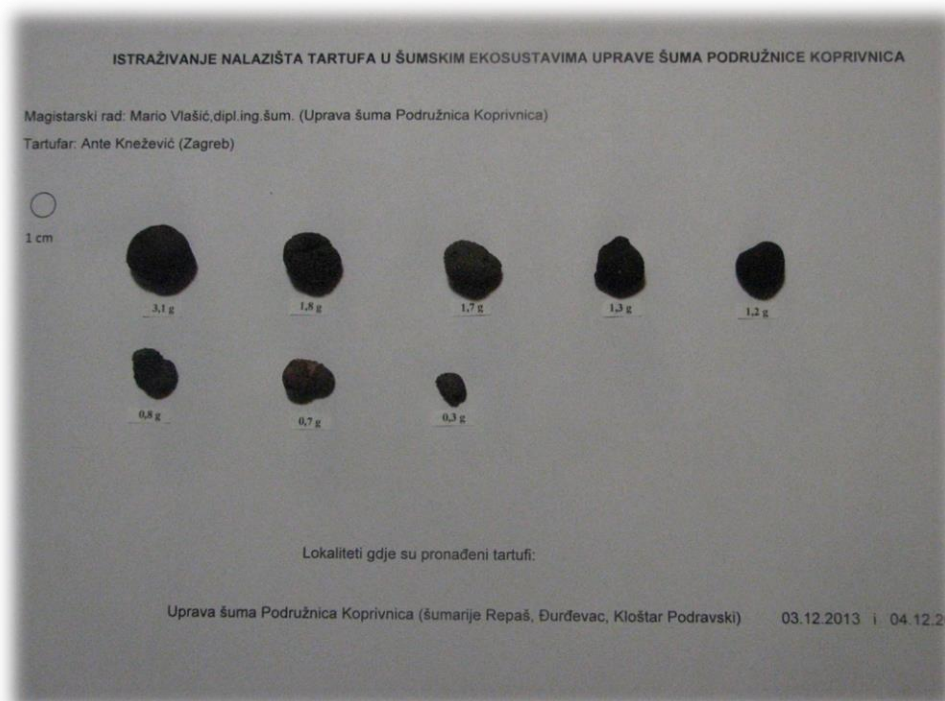 ISTRAŽIVANJE NALAZIŠTA TARTUFA U ŠUMSKIM EKOSUSTAVIMA UPRAVE ŠUMA PODRUŽNICE KOPRIVNICA
Magistarski rad: Mario Vlašić,dipl.ing.šum. (Uprava šuma Podružnica Koprivnica)
Tartufar: Ante Knežević (Zagreb)
1 cm
3,1 g 1,8 g 1,7 g 1,3 g 1,2 g
0,8 g 0,7 g 0,3 g
Lokaliteti gdje su pronađeni tartufi:
Uprava šuma Podružnica Koprivnica (šumarije Repaš, Đurđevac, Kloštar Podravski) 03.12.2013 i 04.12.2